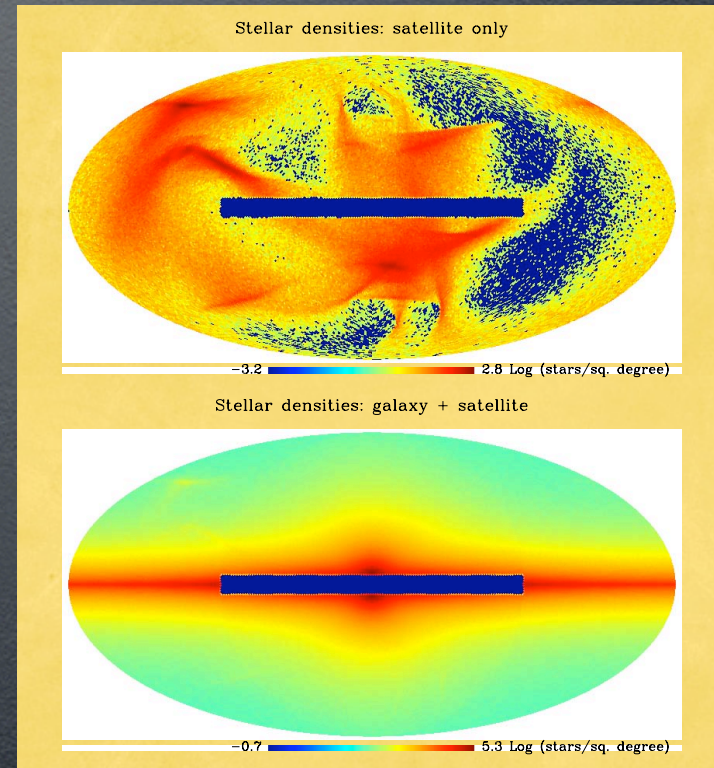 Stellar densities: satellite only
−3.2 2.8 Log (stars/sq. degree)
Stellar densities: galaxy + satellite
−0.7 5.3 Log (stars/sq. degree)